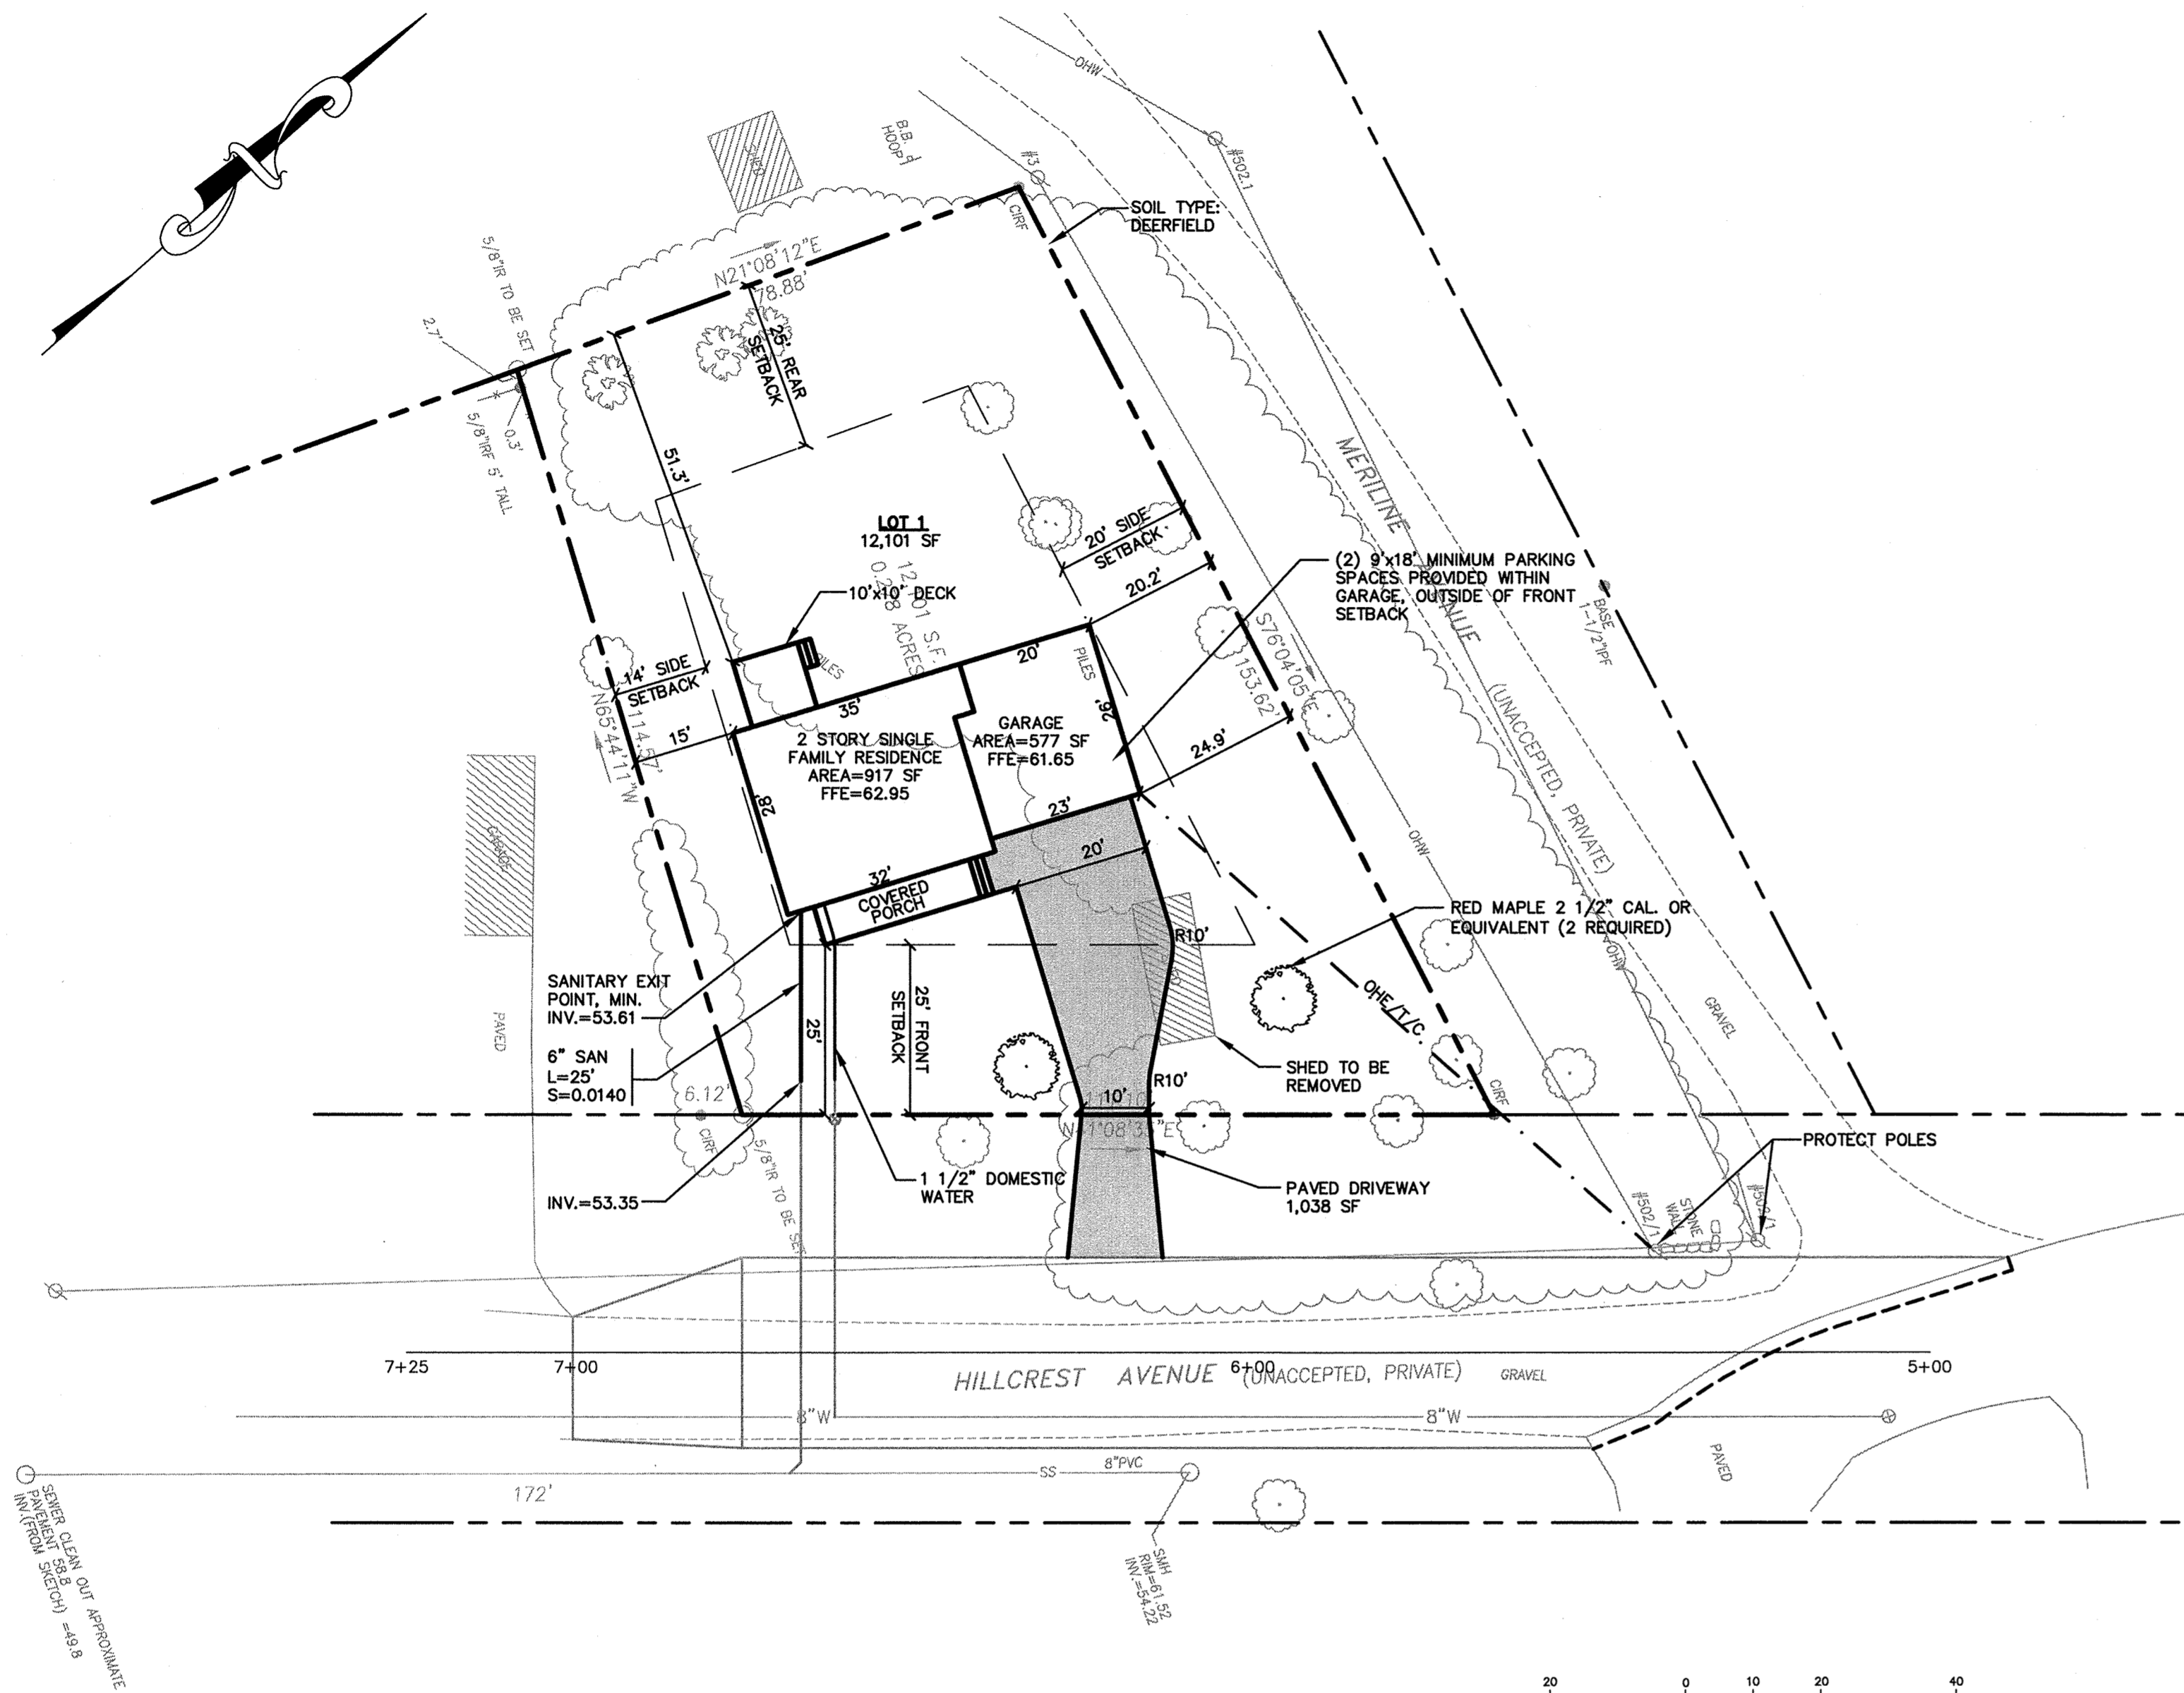 OHW
B.B.
HOOP
#3
#502.1
SHED
SOIL TYPE:
DEERFIELD
CIRF
N21°08'12"E
78.88'
5/8"IR TO BE SET
2.7'
0.3'
5/8"IRF 5' TALL
25' REAR
SETBACK
51.3'
LOT 1
12,101 SF
20' SIDE
SETBACK
20.2'
MERILINE
(UNACCEPTED, PRIVATE)
(2) 9'x18' MINIMUM PARKING
SPACES PROVIDED WITHIN
GARAGE, OUTSIDE OF FRONT
SETBACK
BASE
1-1/2"IPF
10'x10' DECK
ACRES
PILES
20'
PILES
S76°04'05"E
153.62'
14' SIDE
SETBACK
N65°44'11"W
114.57'
15'
35'
2 STORY SINGLE
FAMILY RESIDENCE
AREA=917 SF
FFE=62.95
GARAGE
AREA=577 SF
FFE=61.65
26'
24.9'
28'
23'
20'
GARAGE
32'
COVERED
PORCH
OHW
RED MAPLE 2 1/2" CAL. OR
EQUIVALENT (2 REQUIRED)
R10'
OHW
SANITARY EXIT
POINT, MIN.
INV.=53.61
25'
25' FRONT
SETBACK
OHE/T/C
GRAVEL
PAVED
6" SAN
L=25'
S=0.0140
SHED TO BE
REMOVED
R10'
6.12'
10'
CIRF
CIRF
5/8"IR TO BE SET
PROTECT POLES
INV.=53.35
1 1/2" DOMESTIC
WATER
PAVED DRIVEWAY
1,038 SF
#502/1
STONE
WALL
7+25
7+00
HILLCREST AVENUE (UNACCEPTED, PRIVATE) GRAVEL
6+00
5+00
8"W
8"W
SS
8"PVC
PAVED
172'
SEWER CLEAN OUT APPROXIMATE
PAVEMENT 58.8
INV.(FROM SKETCH) =49.8
SMH
RIM=61.52
INV.=54.22
20 0 10 20 40